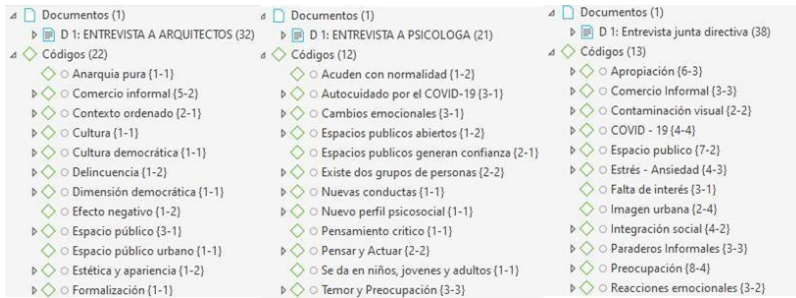 Documentos (1)
D 1: ENTREVISTA A ARQUITECTOS (32)
Códigos (22)
Anarquia pura {1-1}
Comercio informal {5-2}
Contexto ordenado {2-1}
Cultura {1-1}
Cultura democrática {1-1}
Delincuencia {1-2}
Dimensión democrática {1-1}
Efecto negativo {1-2}
Espacio público {3-1}
Espacio público urbano {1-1}
Estética y apariencia {1-2}
Formalización {1-1}
Documentos (1)
D 1: ENTREVISTA A PSICOLOGA (21)
Códigos (12)
Acuden con normalidad {1-2}
Autocuidado por el COVID-19 {3-1}
Cambios emocionales {3-1}
Espacios publicos abiertos {1-2}
Espacios publicos generan confianza {2-1}
Existe dos grupos de personas {2-2}
Nuevas conductas {1-1}
Nuevo perfil psicosocial {1-1}
Pensamiento critico {1-1}
Pensar y Actuar {2-2}
Se da en niños, jovenes y adultos {1-1}
Temor y Preocupación {3-3}
Documentos (1)
D 1: Entrevista junta directiva (38)
Códigos (13)
Apropiación {6-3}
Comercio Informal {3-3}
Contaminación visual {2-2}
COVID - 19 {4-4}
Espacio publico {7-2}
Estrés - Ansiedad {4-3}
Falta de interés {3-1}
Imagen urbana {2-4}
Integración social {4-2}
Paraderos Informales {3-3}
Preocupación {8-4}
Reacciones emocionales {3-2}